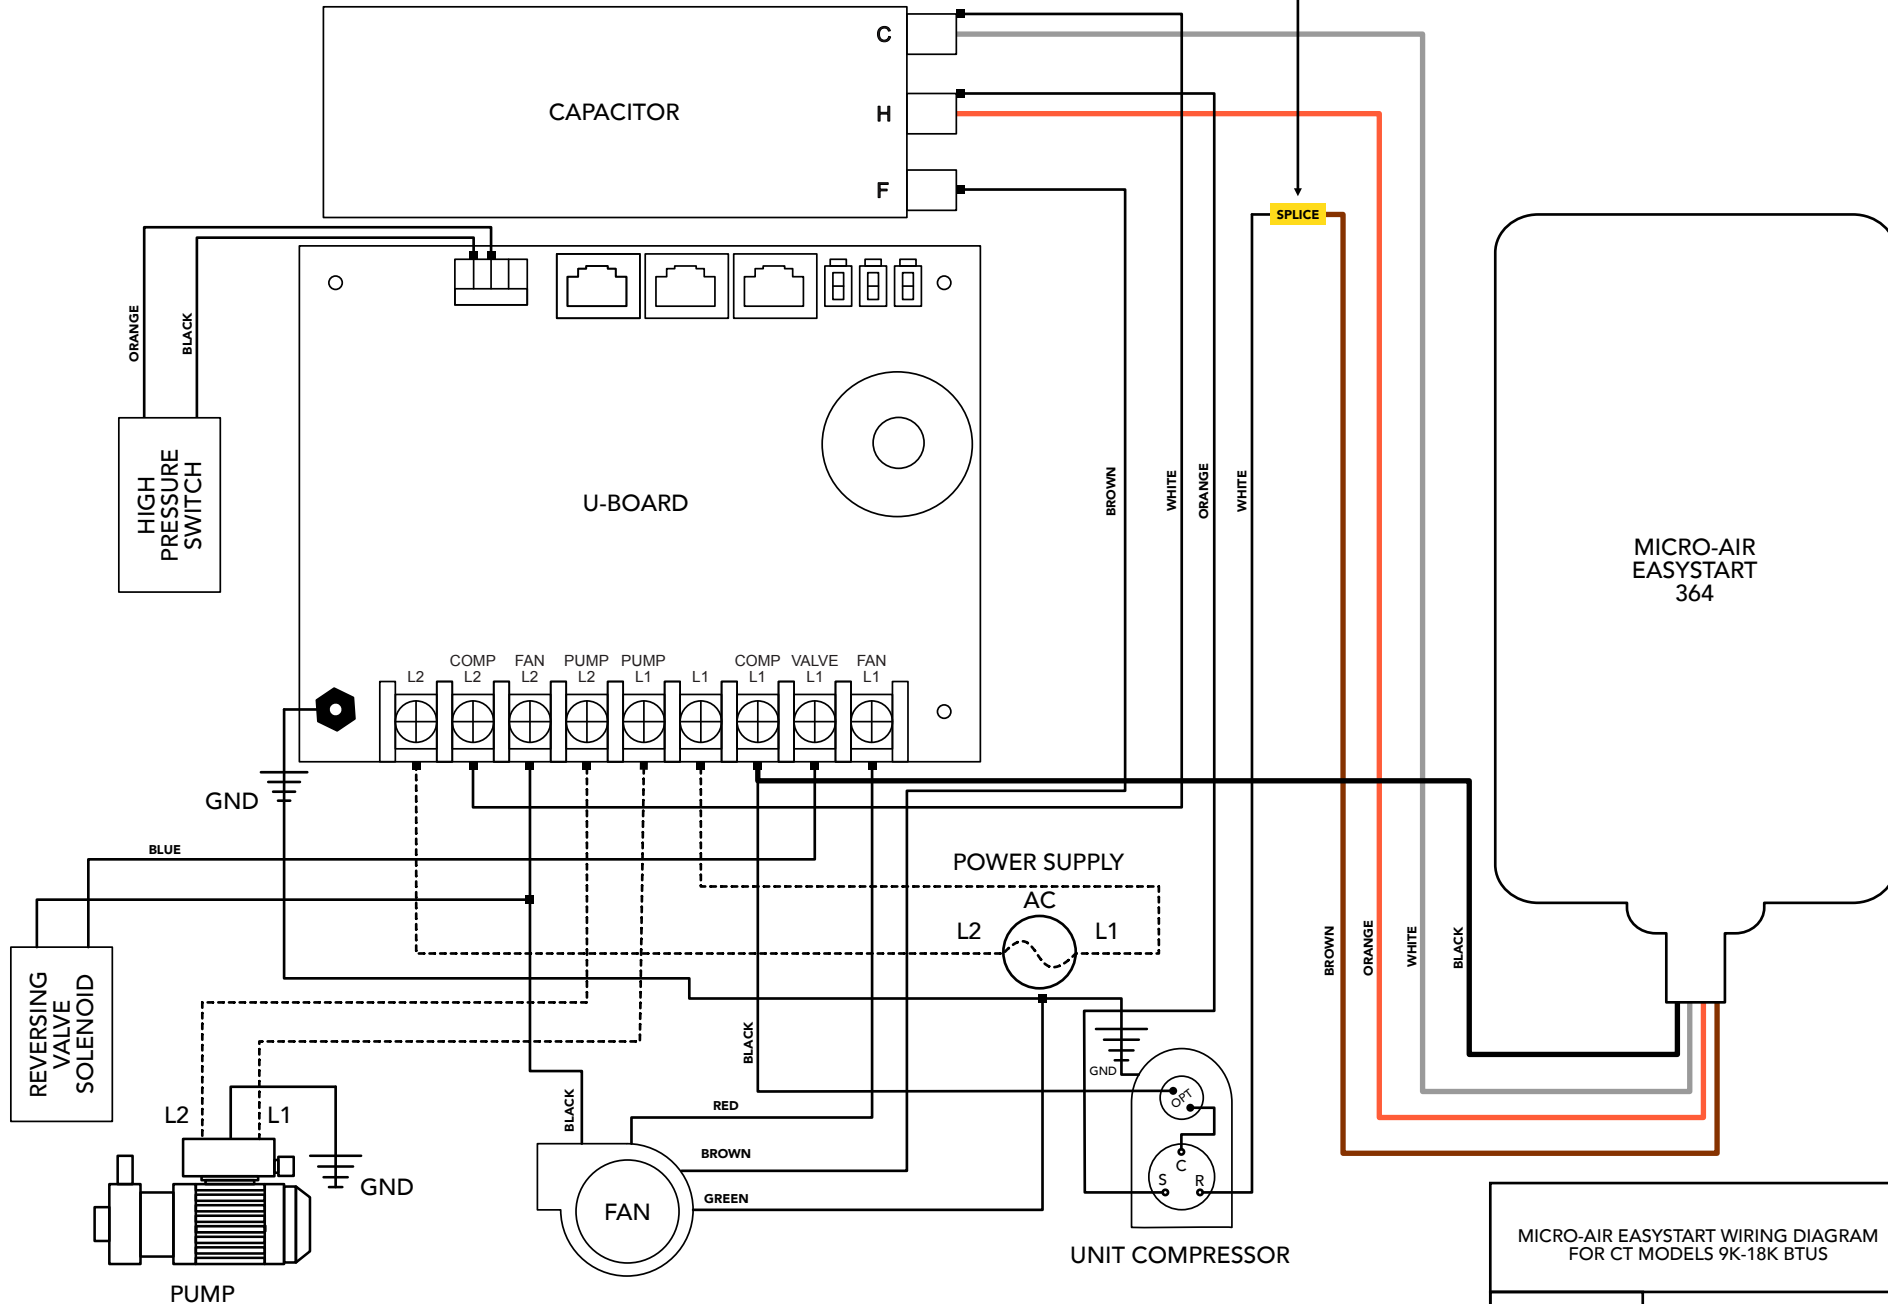 C
CAPACITOR
H
F
SPLICE
ORANGE
BLACK
HIGH
PRESSURE
SWITCH
U-BOARD
BROWN
WHITE
ORANGE
WHITE
MICRO-AIR
EASYSTART
364
L2
COMP
L2
FAN
L2
PUMP
L2
PUMP
L1
L1
COMP
L1
VALVE
L1
FAN
L1
GND
BLUE
POWER SUPPLY
AC
L2
L1
BROWN
ORANGE
WHITE
BLACK
REVERSING
VALVE
SOLENOID
BLACK
GND
OPT
C
S
R
L2
L1
GND
BLACK
RED
BROWN
GREEN
FAN
PUMP
UNIT COMPRESSOR
MICRO-AIR EASYSTART WIRING DIAGRAM
FOR CT MODELS 9K-18K BTUS